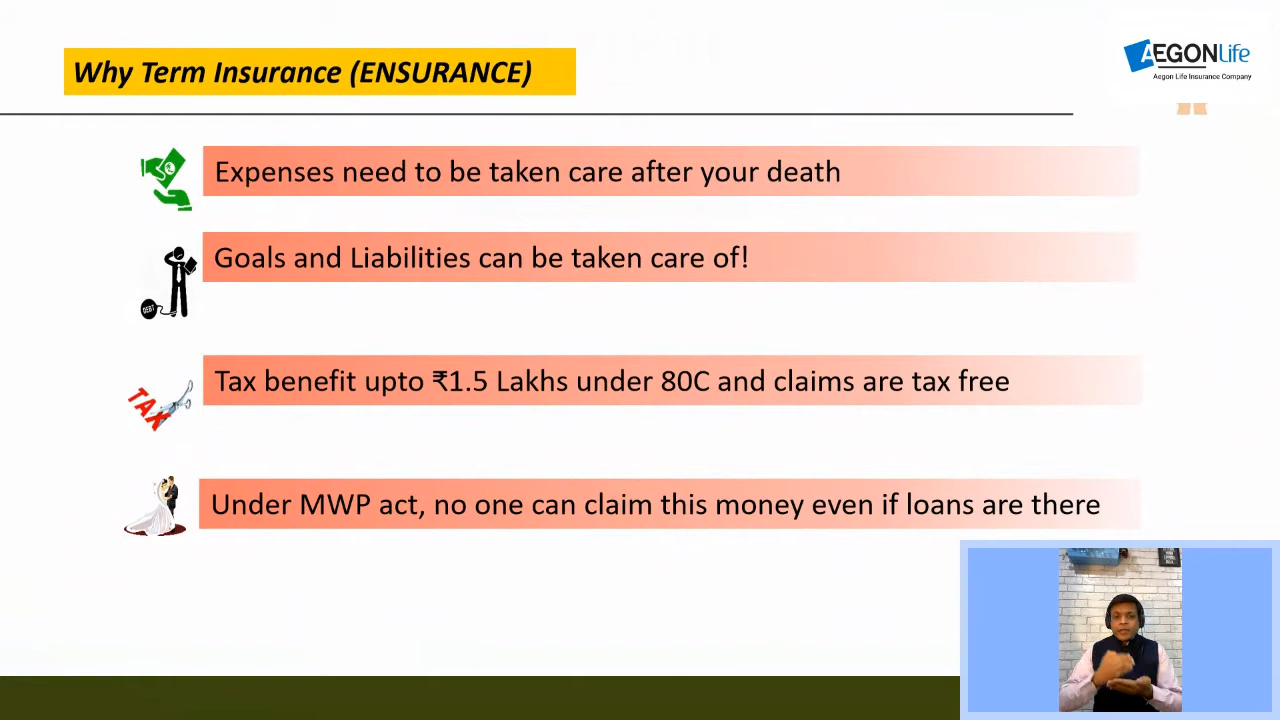 Why Term Insurance (ENSURANCE)
AEGONLife
Aegon Life Insurance Company
Expenses need to be taken care after your death
Goals and Liabilities can be taken care of!
DEBT
Tax benefit upto ₹1.5 Lakhs under 80C and claims are tax free
TAX
Under MWP act, no one can claim this money even if loans are there